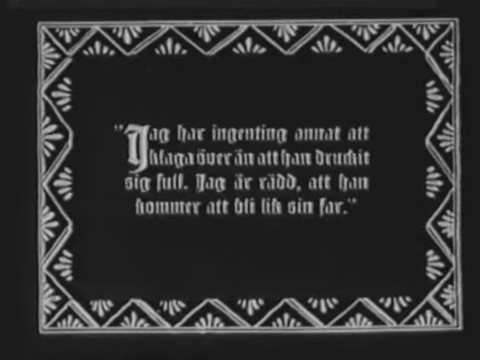 "Jag har ingenting annat att
klaga över än att han druckit
sig full. Jag är rädd, att han
kommer att bli lik sin far."